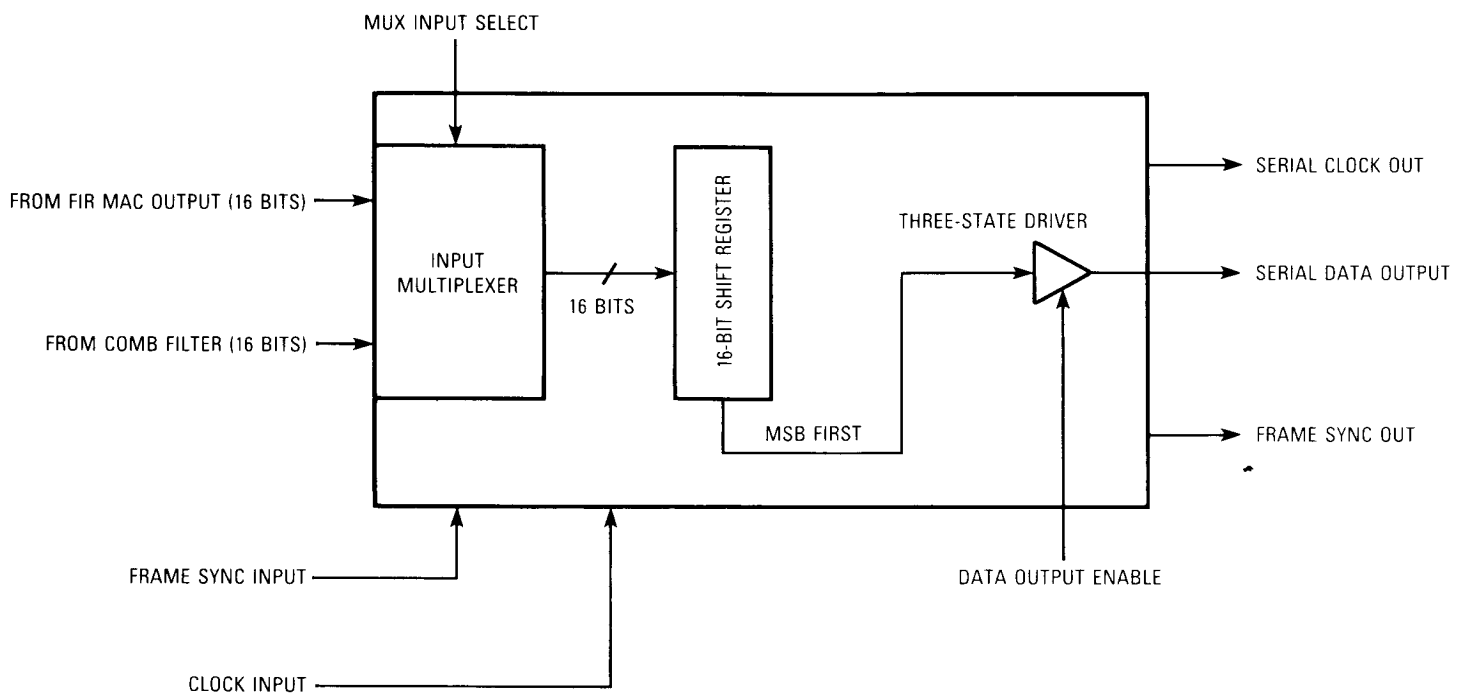 MUX INPUT SELECT
FROM FIR MAC OUTPUT (16 BITS)
FROM COMB FILTER (16 BITS)
INPUT
MULTIPLEXER
16 BITS
16-BIT SHIFT REGISTER
MSB FIRST
THREE-STATE DRIVER
SERIAL CLOCK OUT
SERIAL DATA OUTPUT
FRAME SYNC OUT
FRAME SYNC INPUT
DATA OUTPUT ENABLE
CLOCK INPUT